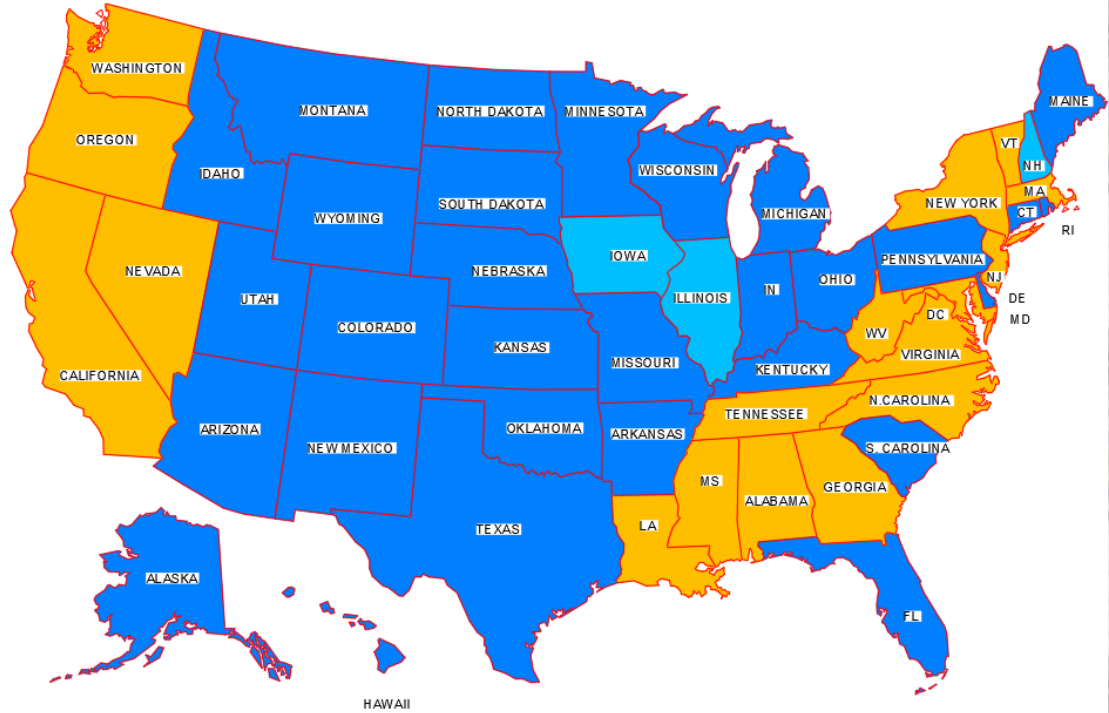 WASHINGTON
MONTANA
NORTH DAKOTA
MINNESOTA
MAINE
OREGON
VT
IDAHO
WISCONSIN
NH
MA
SOUTH DAKOTA
NEW YORK
WYOMING
MICHIGAN
CT
RI
IOWA
PENNSYLVANIA
NEVADA
NEBRASKA
OHIO
NJ
UTAH
ILLINOIS
IN
DE
COLORADO
DC
MD
KANSAS
WV
VIRGINIA
MISSOURI
KENTUCKY
CALIFORNIA
N.CAROLINA
TENNESSEE
ARIZONA
OKLAHOMA
ARKANSAS
NEW MEXICO
S. CAROLINA
MS
GEORGIA
ALABAMA
TEXAS
LA
ALASKA
FL
HAWAII